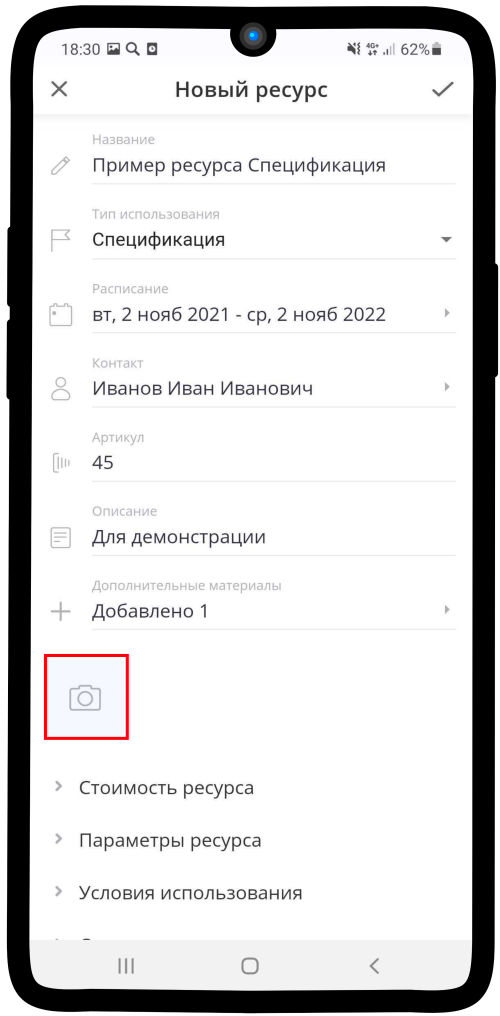 18:30 4G+ 62%
Новый ресурс
Название
Пример ресурса Спецификация
Тип использования
Спецификация
Расписание
вт, 2 нояб 2021 - ср, 2 нояб 2022
Контакт
Иванов Иван Иванович
Артикул
45
Описание
Для демонстрации
Дополнительные материалы
Добавлено 1
Стоимость ресурса
Параметры ресурса
Условия использования